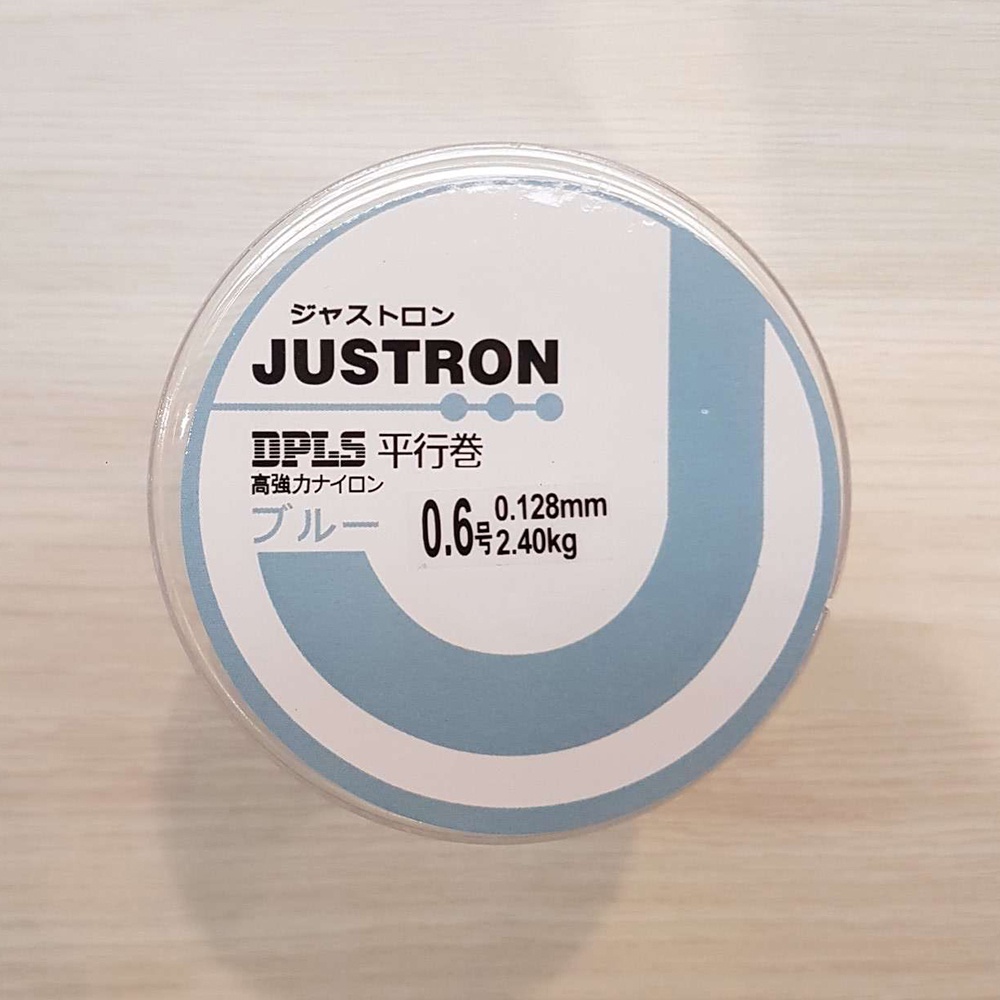 ジャストロン
JUSTRON
DPLS 平行巻
高強力ナイロン
ブルー
0.6号 0.128mm
2.40kg